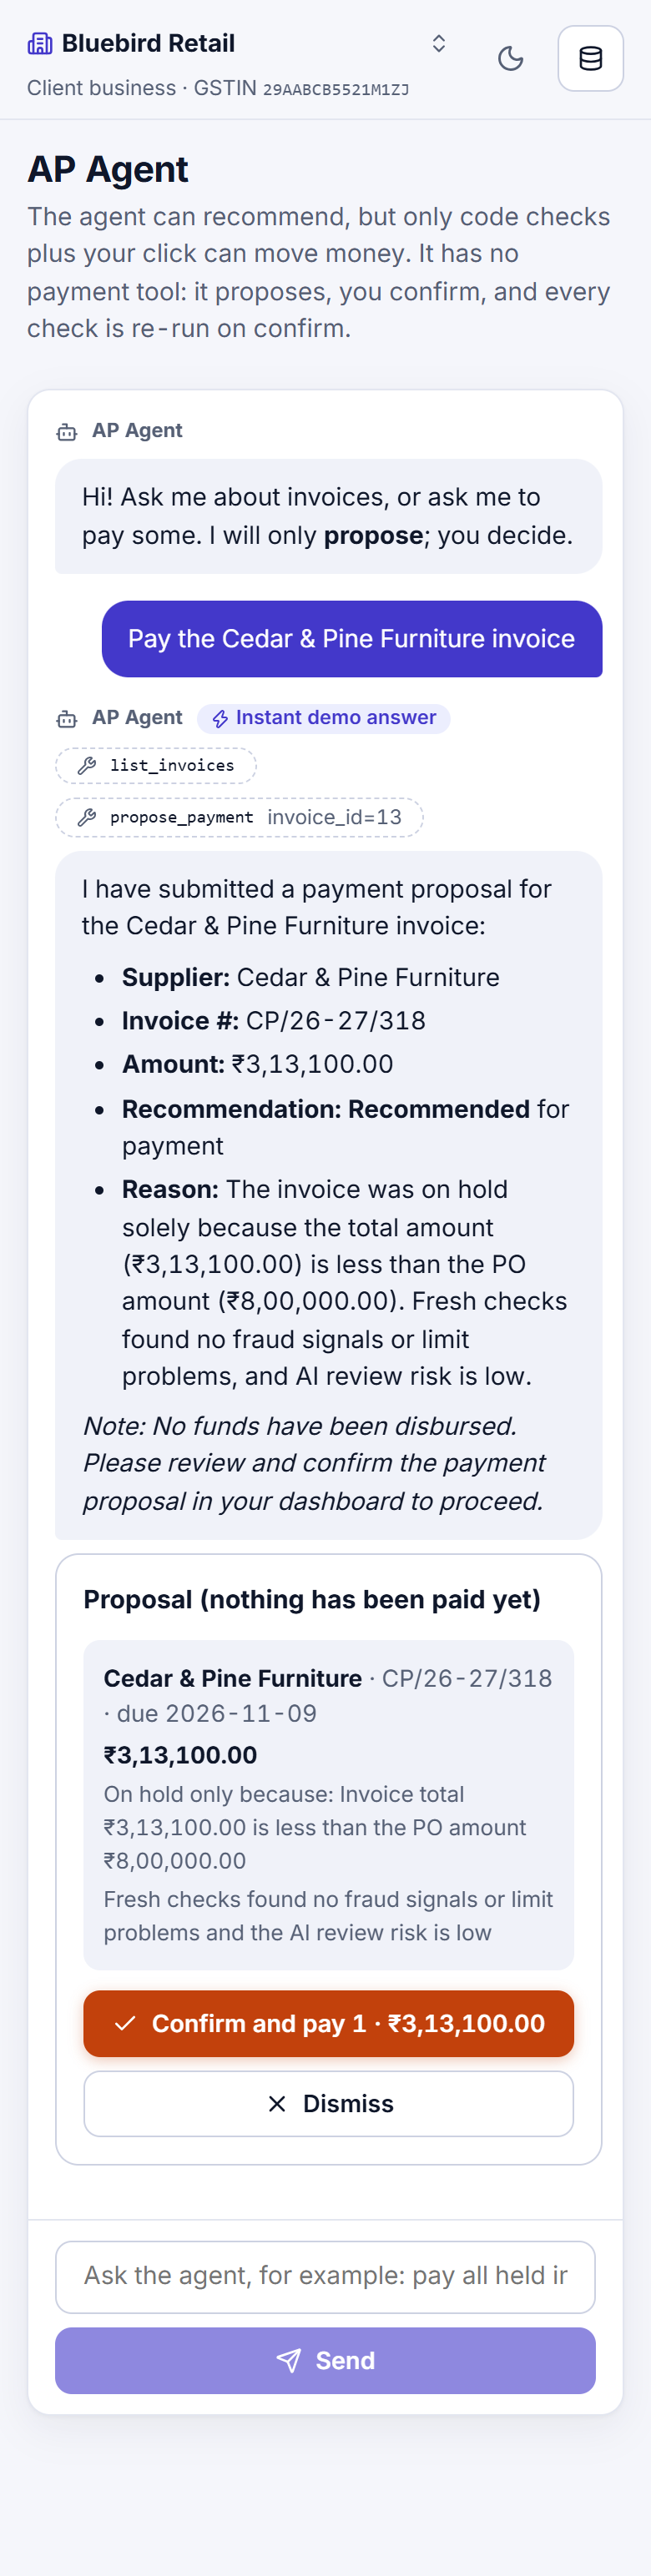 Bluebird Retail
Client business · GSTIN 29AABCB5521M1ZJ
AP Agent
The agent can recommend, but only code checks
plus your click can move money. It has no
payment tool: it proposes, you confirm, and every
check is re-run on confirm.
AP Agent
Hi! Ask me about invoices, or ask me to
pay some. I will only propose; you decide.
Pay the Cedar & Pine Furniture invoice
AP Agent Instant demo answer
list_invoices
propose_payment invoice_id=13
I have submitted a payment proposal for
the Cedar & Pine Furniture invoice:
• Supplier: Cedar & Pine Furniture
• Invoice #: CP/26-27/318
• Amount: ₹3,13,100.00
• Recommendation: Recommended for
payment
• Reason: The invoice was on hold
solely because the total amount
(₹3,13,100.00) is less than the PO
amount (₹8,00,000.00). Fresh checks
found no fraud signals or limit
problems, and AI review risk is low.
Note: No funds have been disbursed.
Please review and confirm the payment
proposal in your dashboard to proceed.
Proposal (nothing has been paid yet)
Cedar & Pine Furniture · CP/26-27/318
· due 2026-11-09
₹3,13,100.00
On hold only because: Invoice total
₹3,13,100.00 is less than the PO amount
₹8,00,000.00
Fresh checks found no fraud signals or limit
problems and the AI review risk is low
Confirm and pay 1 · ₹3,13,100.00
Dismiss
Ask the agent, for example: pay all held
Send